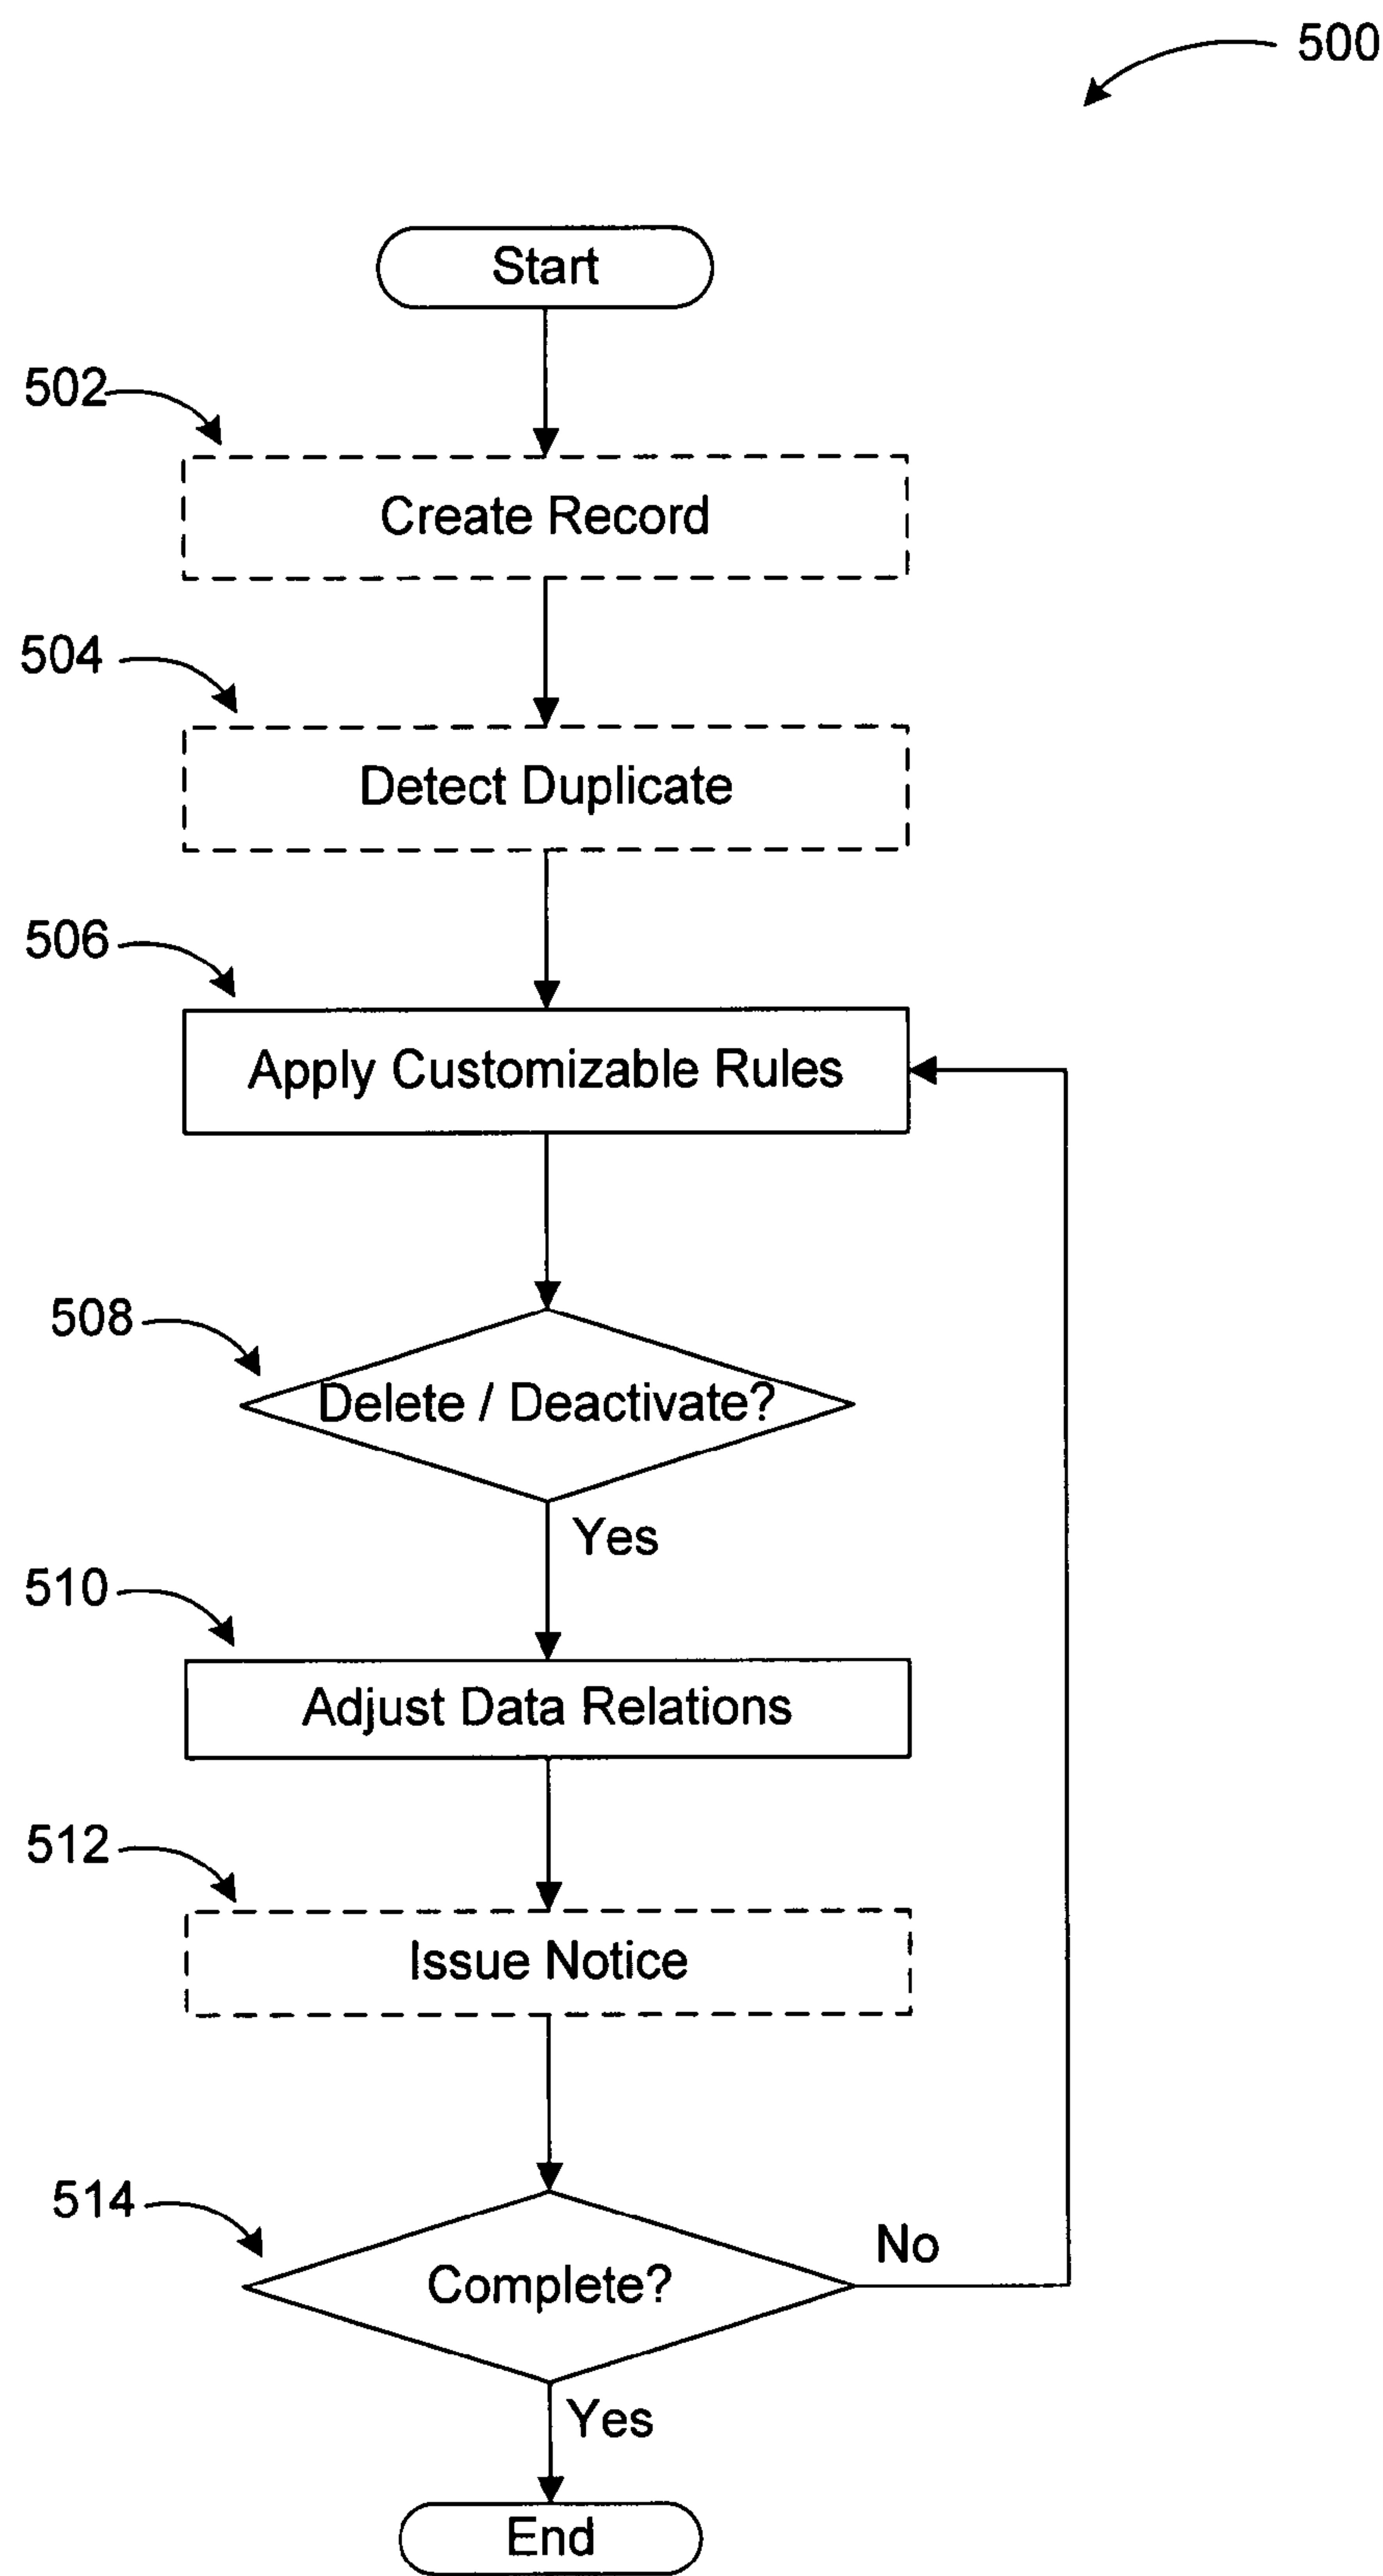 500
Start
502
Create Record
504
Detect Duplicate
506
Apply Customizable Rules
508
Delete / Deactivate?
Yes
510
Adjust Data Relations
512
Issue Notice
514
Complete?
No
Yes
End